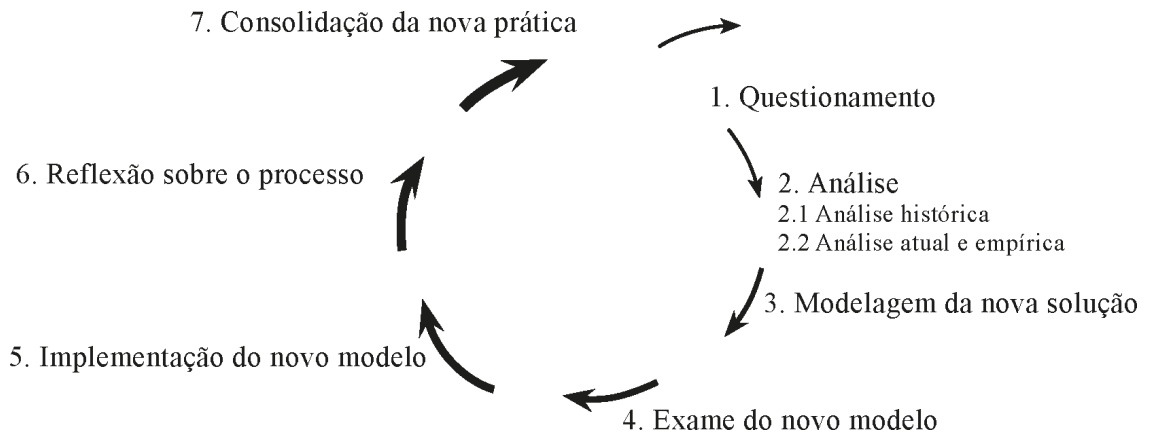 7. Consolidação da nova prática
1. Questionamento
2. Análise
2.1 Análise histórica
2.2 Análise atual e empírica
3. Modelagem da nova solução
4. Exame do novo modelo
5. Implementação do novo modelo
6. Reflexão sobre o processo